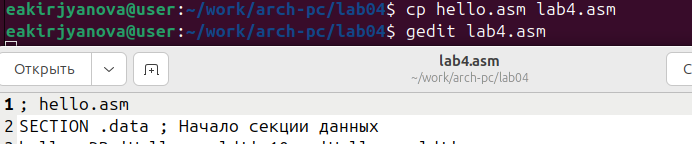 eakirjyanova@user:~/work/arch-pc/lab04$ cp hello.asm lab4.asm
eakirjyanova@user:~/work/arch-pc/lab04$ gedit lab4.asm
Открыть
lab4.asm
~/work/arch-pc/lab04
1 ; hello.asm
2 SECTION .data ; Начало секции данных